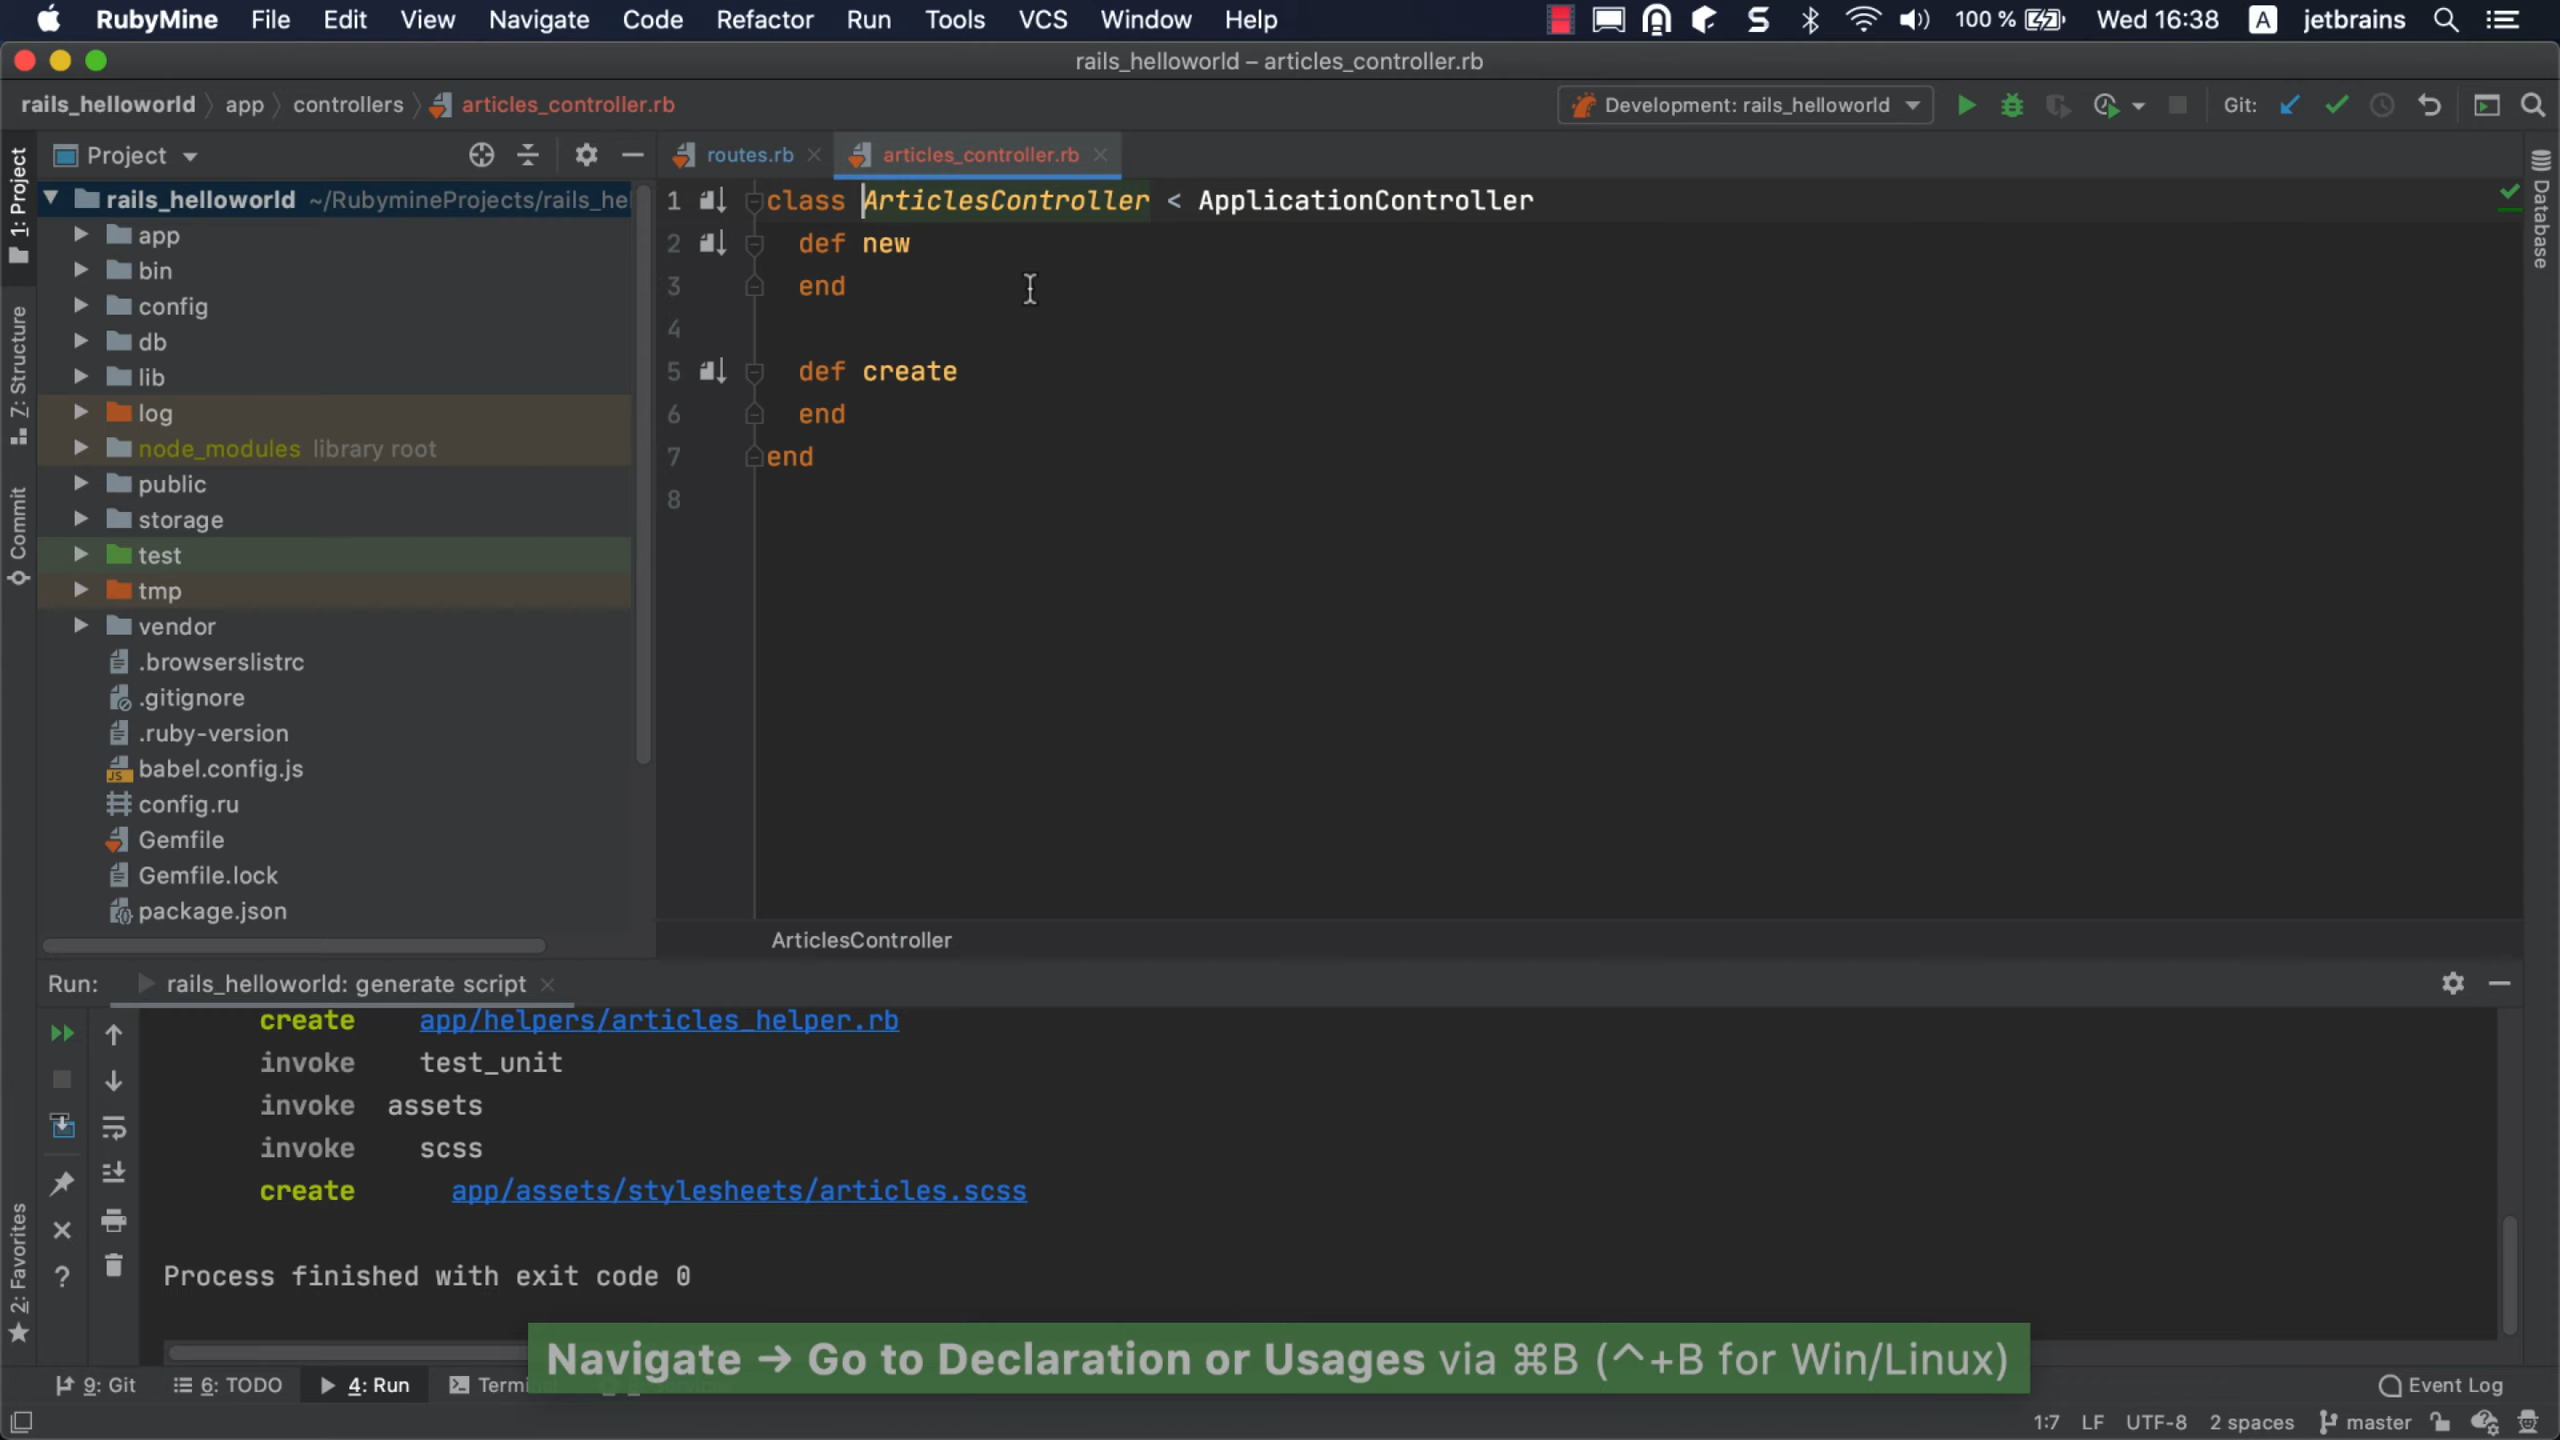 RubyMine File Edit View Navigate Code Refactor Run Tools VCS Window Help 100 % Wed 16:38 A jetbrains
rails_helloworld – articles_controller.rb
rails_helloworld app controllers articles_controller.rb Development: rails_helloworld Git:
Project routes.rb articles_controller.rb
1: Project
Z: Structure
Commit
2: Favorites
Database
rails_helloworld ~/RubymineProjects/rails_he
app
bin
config
db
lib
log
node_modules library root
public
storage
test
tmp
vendor
.browserslistrc
.gitignore
.ruby-version
babel.config.js
config.ru
Gemfile
Gemfile.lock
package.json
1 class ArticlesController < ApplicationController
2 def new
3 end
4
5 def create
6 end
7 end
8
ArticlesController
Run: rails_helloworld: generate script
create app/helpers/articles_helper.rb
invoke test_unit
invoke assets
invoke scss
create app/assets/stylesheets/articles.scss
Process finished with exit code 0
Navigate → Go to Declaration or Usages via ⌘B (^+B for Win/Linux)
9: Git 6: TODO 4: Run Termi Event Log
1:7 LF UTF-8 2 spaces master